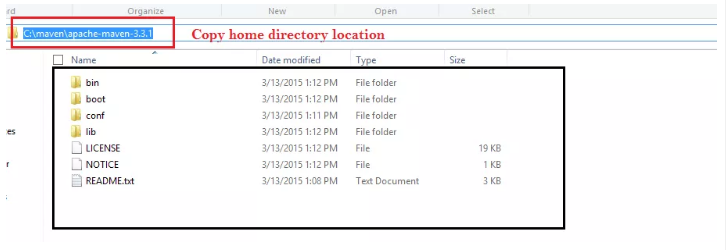 Organize New Open Select
C:\maven\apache-maven-3.3.1 Copy home directory location
Name Date modified Type Size
bin 3/13/2015 1:12 PM File folder
boot 3/13/2015 1:12 PM File folder
conf 3/13/2015 1:11 PM File folder
lib 3/13/2015 1:12 PM File folder
LICENSE 3/13/2015 1:12 PM File 19 KB
NOTICE 3/13/2015 1:12 PM File 1 KB
README.txt 3/13/2015 1:08 PM Text Document 3 KB